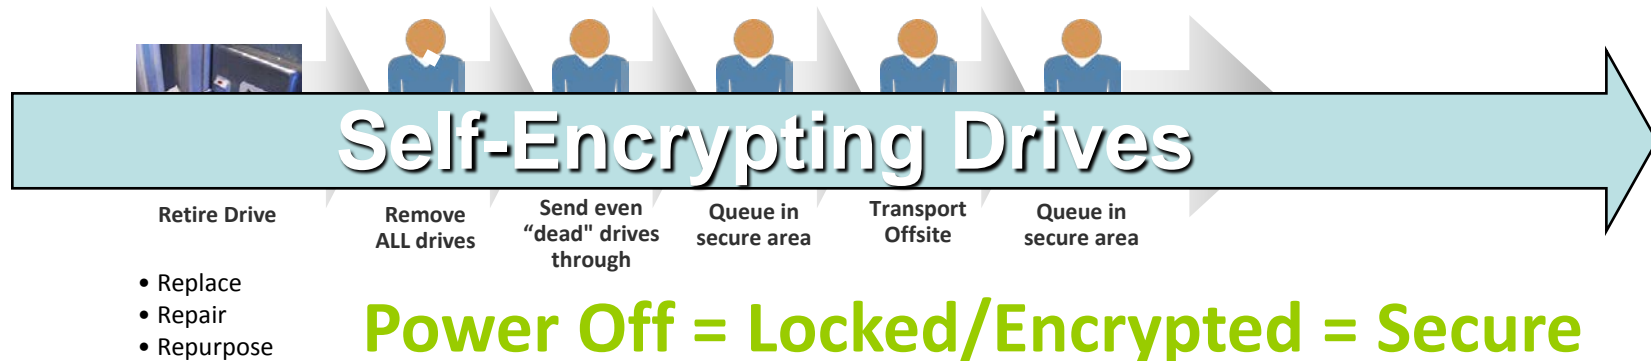 Self-Encrypting Drives
Retire Drive
Remove
ALL drives
Send even
“dead" drives
through
Queue in
secure area
Transport
Offsite
Queue in
secure area
• Replace
• Repair
• Repurpose
Power Off = Locked/Encrypted = Secure